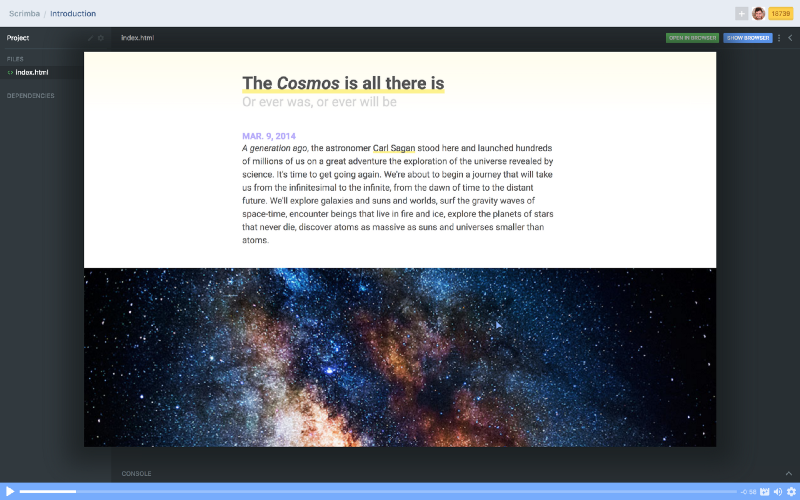 Scrimba / Introduction
15739
Project
index.html
OPEN IN BROWSER
SHOW BROWSER
FILES
<> index.html
DEPENDENCIES
The Cosmos is all there is
Or ever was, or ever will be
MAR. 9, 2014
A generation ago, the astronomer Carl Sagan stood here and launched hundreds
of millions of us on a great adventure the exploration of the universe revealed by
science. It's time to get going again. We're about to begin a journey that will take
us from the infinitesimal to the infinite, from the dawn of time to the distant
future. We'll explore galaxies and suns and worlds, surf the gravity waves of
space-time, encounter beings that live in fire and ice, explore the planets of stars
that never die, discover atoms as massive as suns and universes smaller than
atoms.
CONSOLE
-0:58